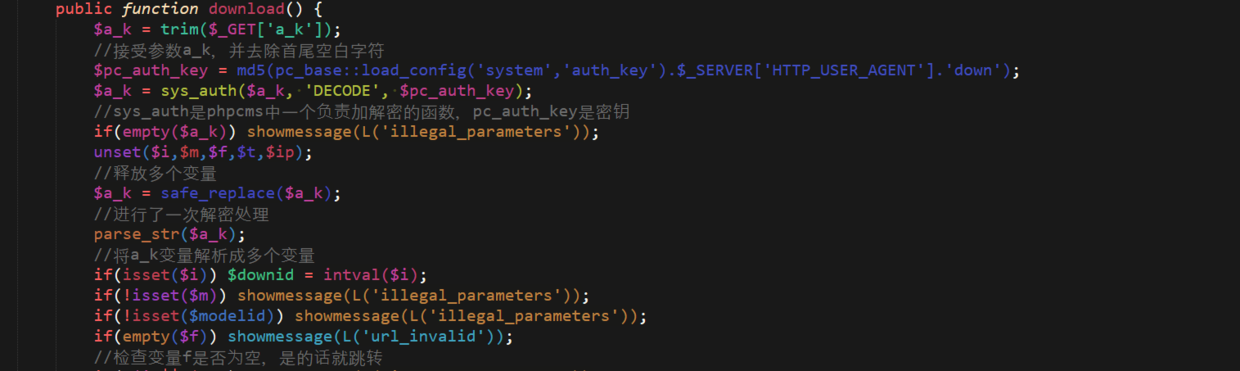 public function download() {
$a_k = trim($_GET['a_k']);
//接受参数a_k，并去除首尾空白字符
$pc_auth_key = md5(pc_base::load_config('system','auth_key').$_SERVER['HTTP_USER_AGENT'].'down');
$a_k = sys_auth($a_k, 'DECODE', $pc_auth_key);
//sys_auth是phpcms中一个负责加解密的函数，pc_auth_key是密钥
if(empty($a_k)) showmessage(L('illegal_parameters'));
unset($i,$m,$f,$t,$ip);
//释放多个变量
$a_k = safe_replace($a_k);
//进行了一次解密处理
parse_str($a_k);
//将a_k变量解析成多个变量
if(isset($i)) $downid = intval($i);
if(!isset($m)) showmessage(L('illegal_parameters'));
if(!isset($modelid)) showmessage(L('illegal_parameters'));
if(empty($f)) showmessage(L('url_invalid'));
//检查变量f是否为空，是的话就跳转